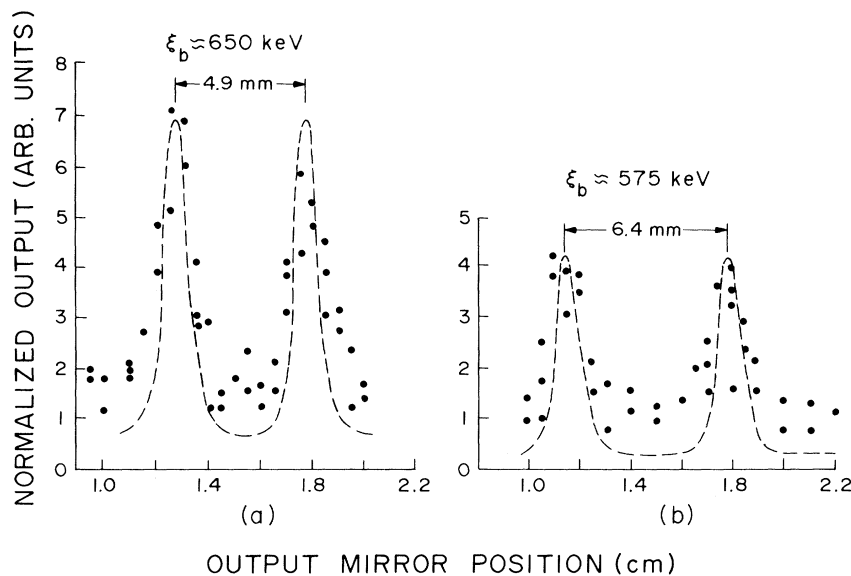 ξb ≈ 650 keV
4.9 mm
NORMALIZED OUTPUT (ARB. UNITS)
8
7
6
5
4
3
2
1
0
1.0 1.4 1.8 2.2
(a)
ξb ≈ 575 keV
6.4 mm
5
4
3
2
1
0
1.0 1.4 1.8 2.2
(b)
OUTPUT MIRROR POSITION (cm)